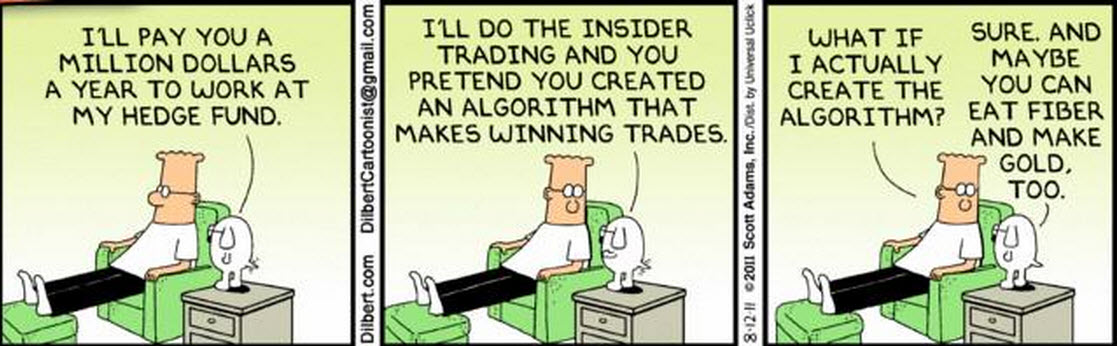 I'LL PAY YOU A
MILLION DOLLARS
A YEAR TO WORK AT
MY HEDGE FUND.
Dilbert.com DilbertCartoonist@gmail.com
I'LL DO THE INSIDER
TRADING AND YOU
PRETEND YOU CREATED
AN ALGORITHM THAT
MAKES WINNING TRADES.
8-12-11 ©2011 Scott Adams, Inc./Dist. by Universal Uclick
WHAT IF
I ACTUALLY
CREATE THE
ALGORITHM?
SURE. AND
MAYBE
YOU CAN
EAT FIBER
AND MAKE
GOLD,
TOO.